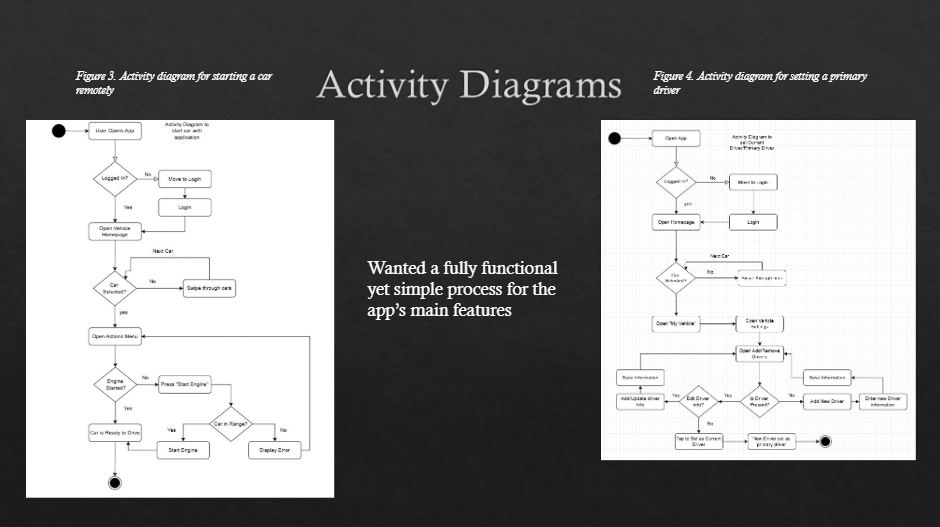 Activity Diagrams
Figure 3. Activity diagram for starting a car
remotely
Activity Diagram to
start car with
application
User Opens App
Logged In?
No
Move to Login
Login
Yes
Open Vehicle
Homepage
Next Car
Car
Selected?
No
Swipe through cars
yes
Open Actions Menu
Engine
Started?
No
Press "Start Engine"
Yes
Car In Range?
Yes
No
Car is Ready to Drive
Start Engine
Display Error
Wanted a fully functional
yet simple process for the
app's main features
Figure 4. Activity diagram for setting a primary
driver
Open App
Activity Diagram to
set Current
Driver/Primary Driver
Logged In?
No
Move to Login
yes
Open Homepage
Login
Next Car
Car
Selected?
No
Swipe through cars
Open "My Vehicle"
Open Vehicle
Settings
Open Add/Remove
Drivers
Save Information
Save Information
Add/Update driver
info
Yes
Edit Driver
info?
Yes
Is Driver
Present?
No
Add New Driver
Enter new Driver
information
No
Tap to Set as Current
Driver
New Driver set as
primary driver